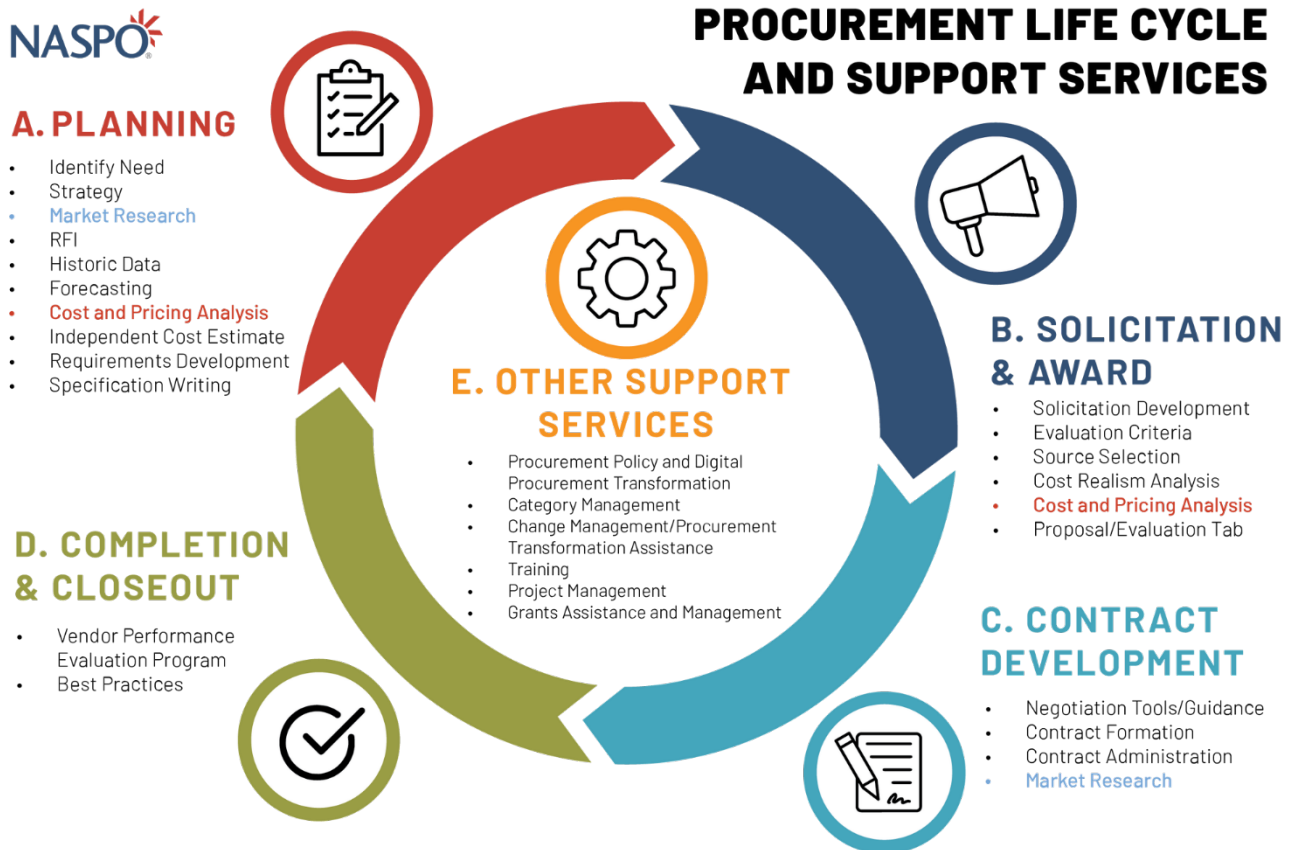 NASPO
PROCUREMENT LIFE CYCLE
AND SUPPORT SERVICES
A. PLANNING
• Identify Need
• Strategy
• Market Research
• RFI
• Historic Data
• Forecasting
• Cost and Pricing Analysis
• Independent Cost Estimate
• Requirements Development
• Specification Writing
B. SOLICITATION
& AWARD
• Solicitation Development
• Evaluation Criteria
• Source Selection
• Cost Realism Analysis
• Cost and Pricing Analysis
• Proposal/Evaluation Tab
C. CONTRACT
DEVELOPMENT
• Negotiation Tools/Guidance
• Contract Formation
• Contract Administration
• Market Research
D. COMPLETION
& CLOSEOUT
• Vendor Performance
Evaluation Program
• Best Practices
E. OTHER SUPPORT
SERVICES
• Procurement Policy and Digital
Procurement Transformation
• Category Management
• Change Management/Procurement
Transformation Assistance
• Training
• Project Management
• Grants Assistance and Management